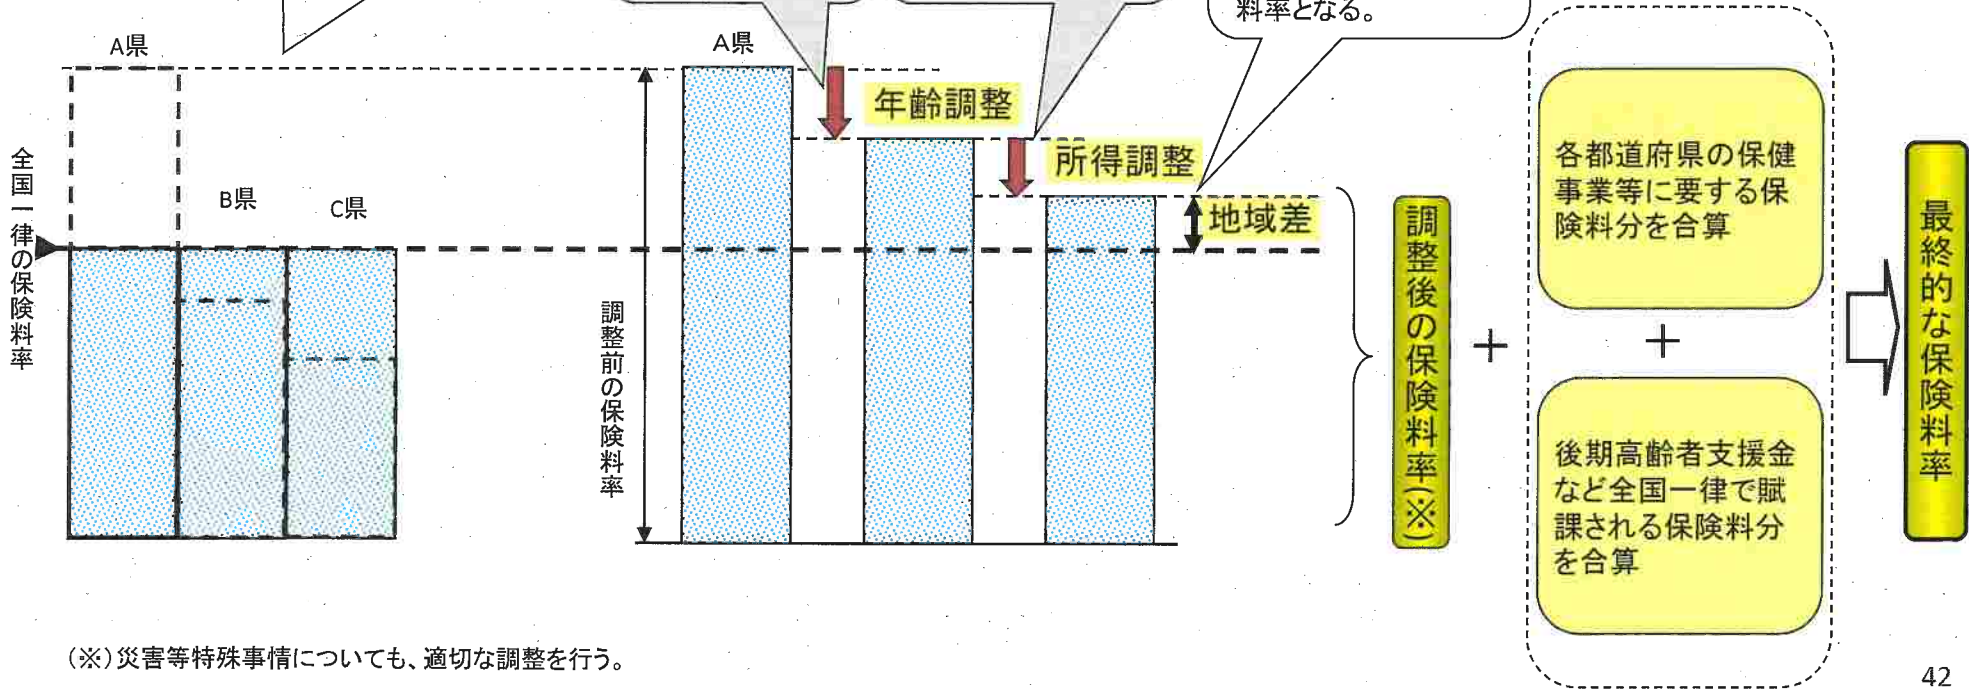 料率となる。
A県
B県
C県
全国一律の保険料率
A県
年齢調整
所得調整
地域差
調整前の保険料率
調整後の保険料率(※)
+
各都道府県の保健
事業等に要する保
険料分を合算
+
後期高齢者支援金
など全国一律で賦
課される保険料分
を合算
最終的な保険料率
(※)災害等特殊事情についても、適切な調整を行う。
42